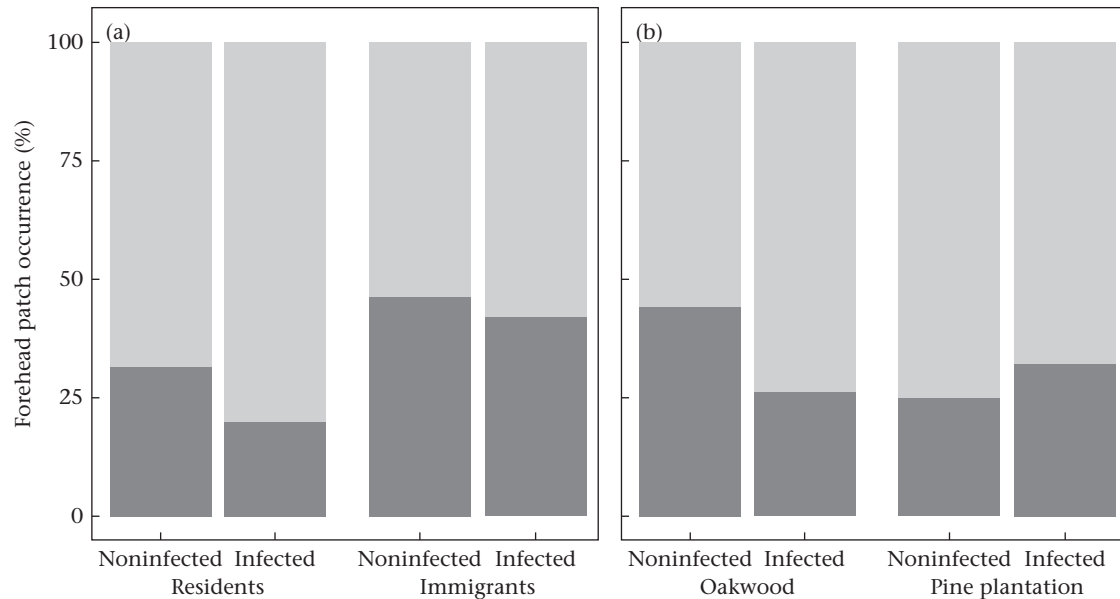 (a)
(b)
Forehead patch occurrence (%)
100
75
50
25
0
Noninfected Infected Noninfected Infected Noninfected Infected Noninfected Infected
Residents Immigrants Oakwood Pine plantation